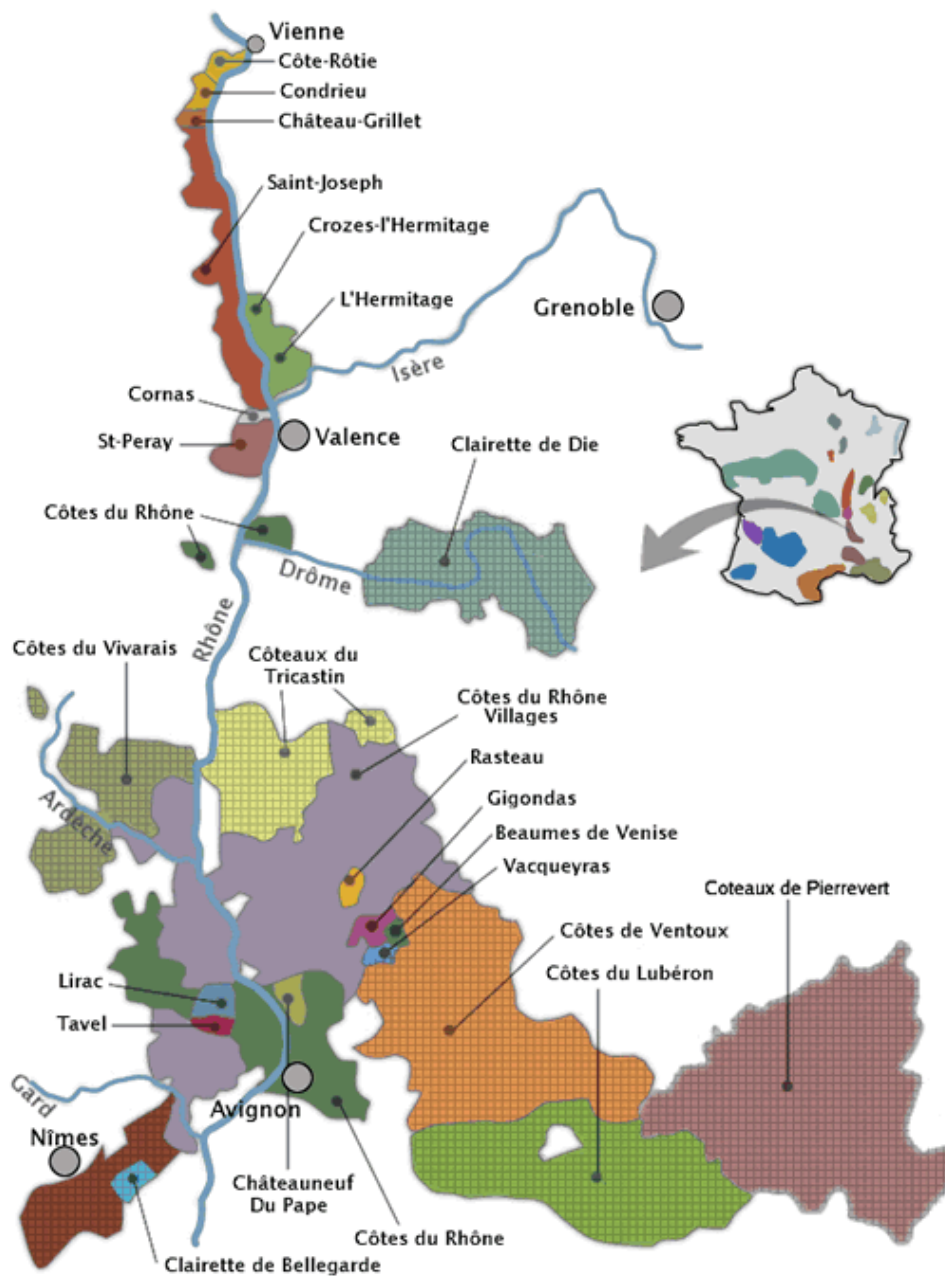 Vienne
Côte-Rôtie
Condrieu
Château-Grillet
Saint-Joseph
Crozes-l'Hermitage
L'Hermitage
Grenoble
Isère
Cornas
St-Peray
Valence
Clairette de Die
Côtes du Rhône
Drôme
Rhône
Côtes du Vivarais
Côteaux du
Tricastin
Côtes du Rhône
Villages
Rasteau
Gigondas
Ardèche
Beaumes de Venise
Vacqueyras
Coteaux de Pierrevert
Côtes de Ventoux
Côtes du Lubéron
Lirac
Tavel
Gard
Avignon
Nîmes
Châteauneuf
Du Pape
Côtes du Rhône
Clairette de Bellegarde